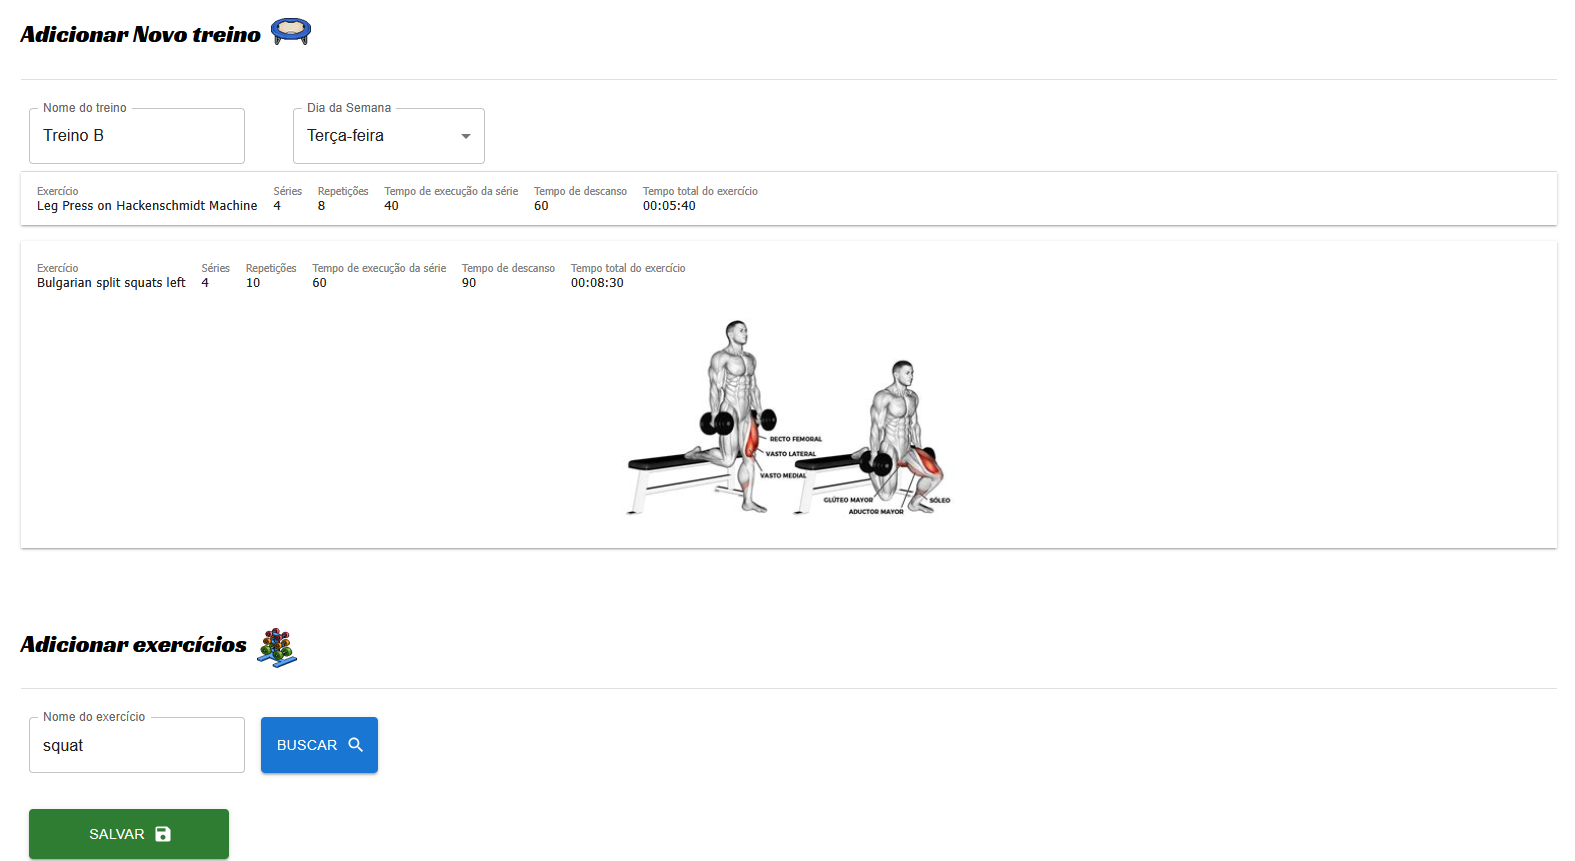 Adicionar Novo treino
Nome do treino
Dia da Semana
Treino B
Terça-feira
Exercício Séries Repetições Tempo de execução da série Tempo de descanso Tempo total do exercício
Leg Press on Hackenschmidt Machine 4 8 40 60 00:05:40
Exercício Séries Repetições Tempo de execução da série Tempo de descanso Tempo total do exercício
Bulgarian split squats left 4 10 60 90 00:08:30
RECTO FEMORAL
VASTO LATERAL
VASTO MEDIAL
GLÚTEO MAYOR
SÓLEO
ADUCTOR MAYOR
Adicionar exercícios
Nome do exercício
squat
BUSCAR
SALVAR